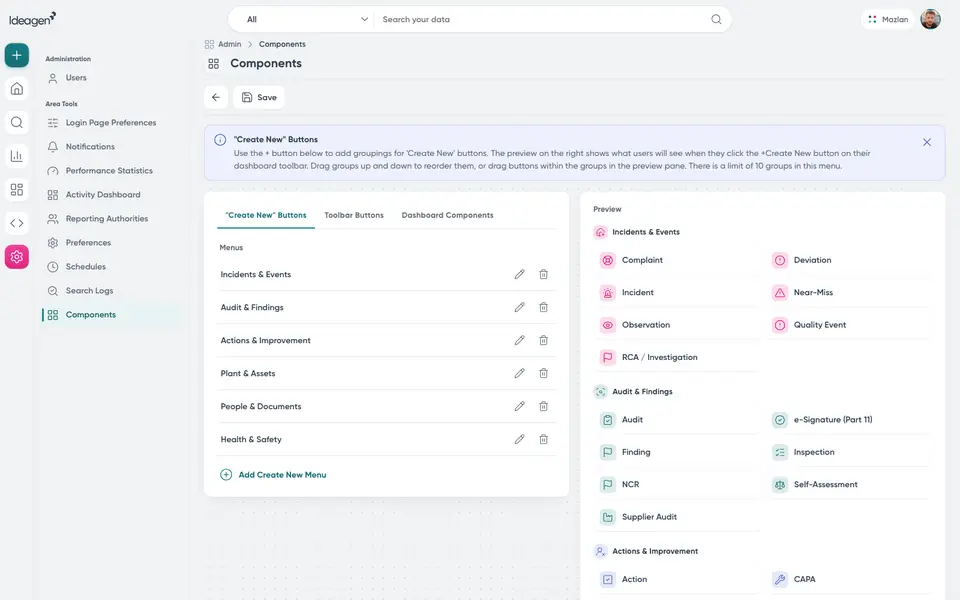 Ideagen
All
Search your data
Mazlan
Admin
Components
Components
Save
Administration
Users
Area Tools
Login Page Preferences
Notifications
Performance Statistics
Activity Dashboard
Reporting Authorities
Preferences
Schedules
Search Logs
Components
"Create New" Buttons
Use the + button below to add groupings for 'Create New' buttons. The preview on the right shows what users will see when they click the +Create New button on their
dashboard toolbar. Drag groups up and down to reorder them, or drag buttons within the groups in the preview pane. There is a limit of 10 groups in this menu.
"Create New" Buttons
Toolbar Buttons
Dashboard Components
Menus
Incidents & Events
Audit & Findings
Actions & Improvement
Plant & Assets
People & Documents
Health & Safety
Add Create New Menu
Preview
Incidents & Events
Complaint
Deviation
Incident
Near-Miss
Observation
Quality Event
RCA / Investigation
Audit & Findings
Audit
e-Signature (Part 11)
Finding
Inspection
NCR
Self-Assessment
Supplier Audit
Actions & Improvement
Action
CAPA